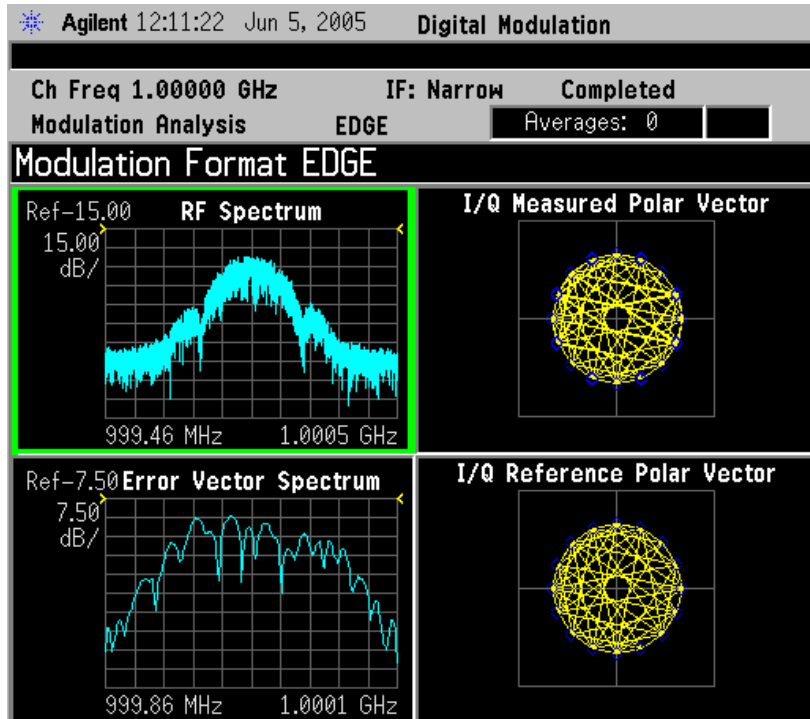 Agilent 12:11:22 Jun 5, 2005 Digital Modulation
Ch Freq 1.00000 GHz IF: Narrow Completed
Modulation Analysis EDGE Averages: 0
Modulation Format EDGE
Ref-15.00 RF Spectrum
15.00
dB/
999.46 MHz 1.0005 GHz
I/Q Measured Polar Vector
Ref-7.50 Error Vector Spectrum
7.50
dB/
999.86 MHz 1.0001 GHz
I/Q Reference Polar Vector